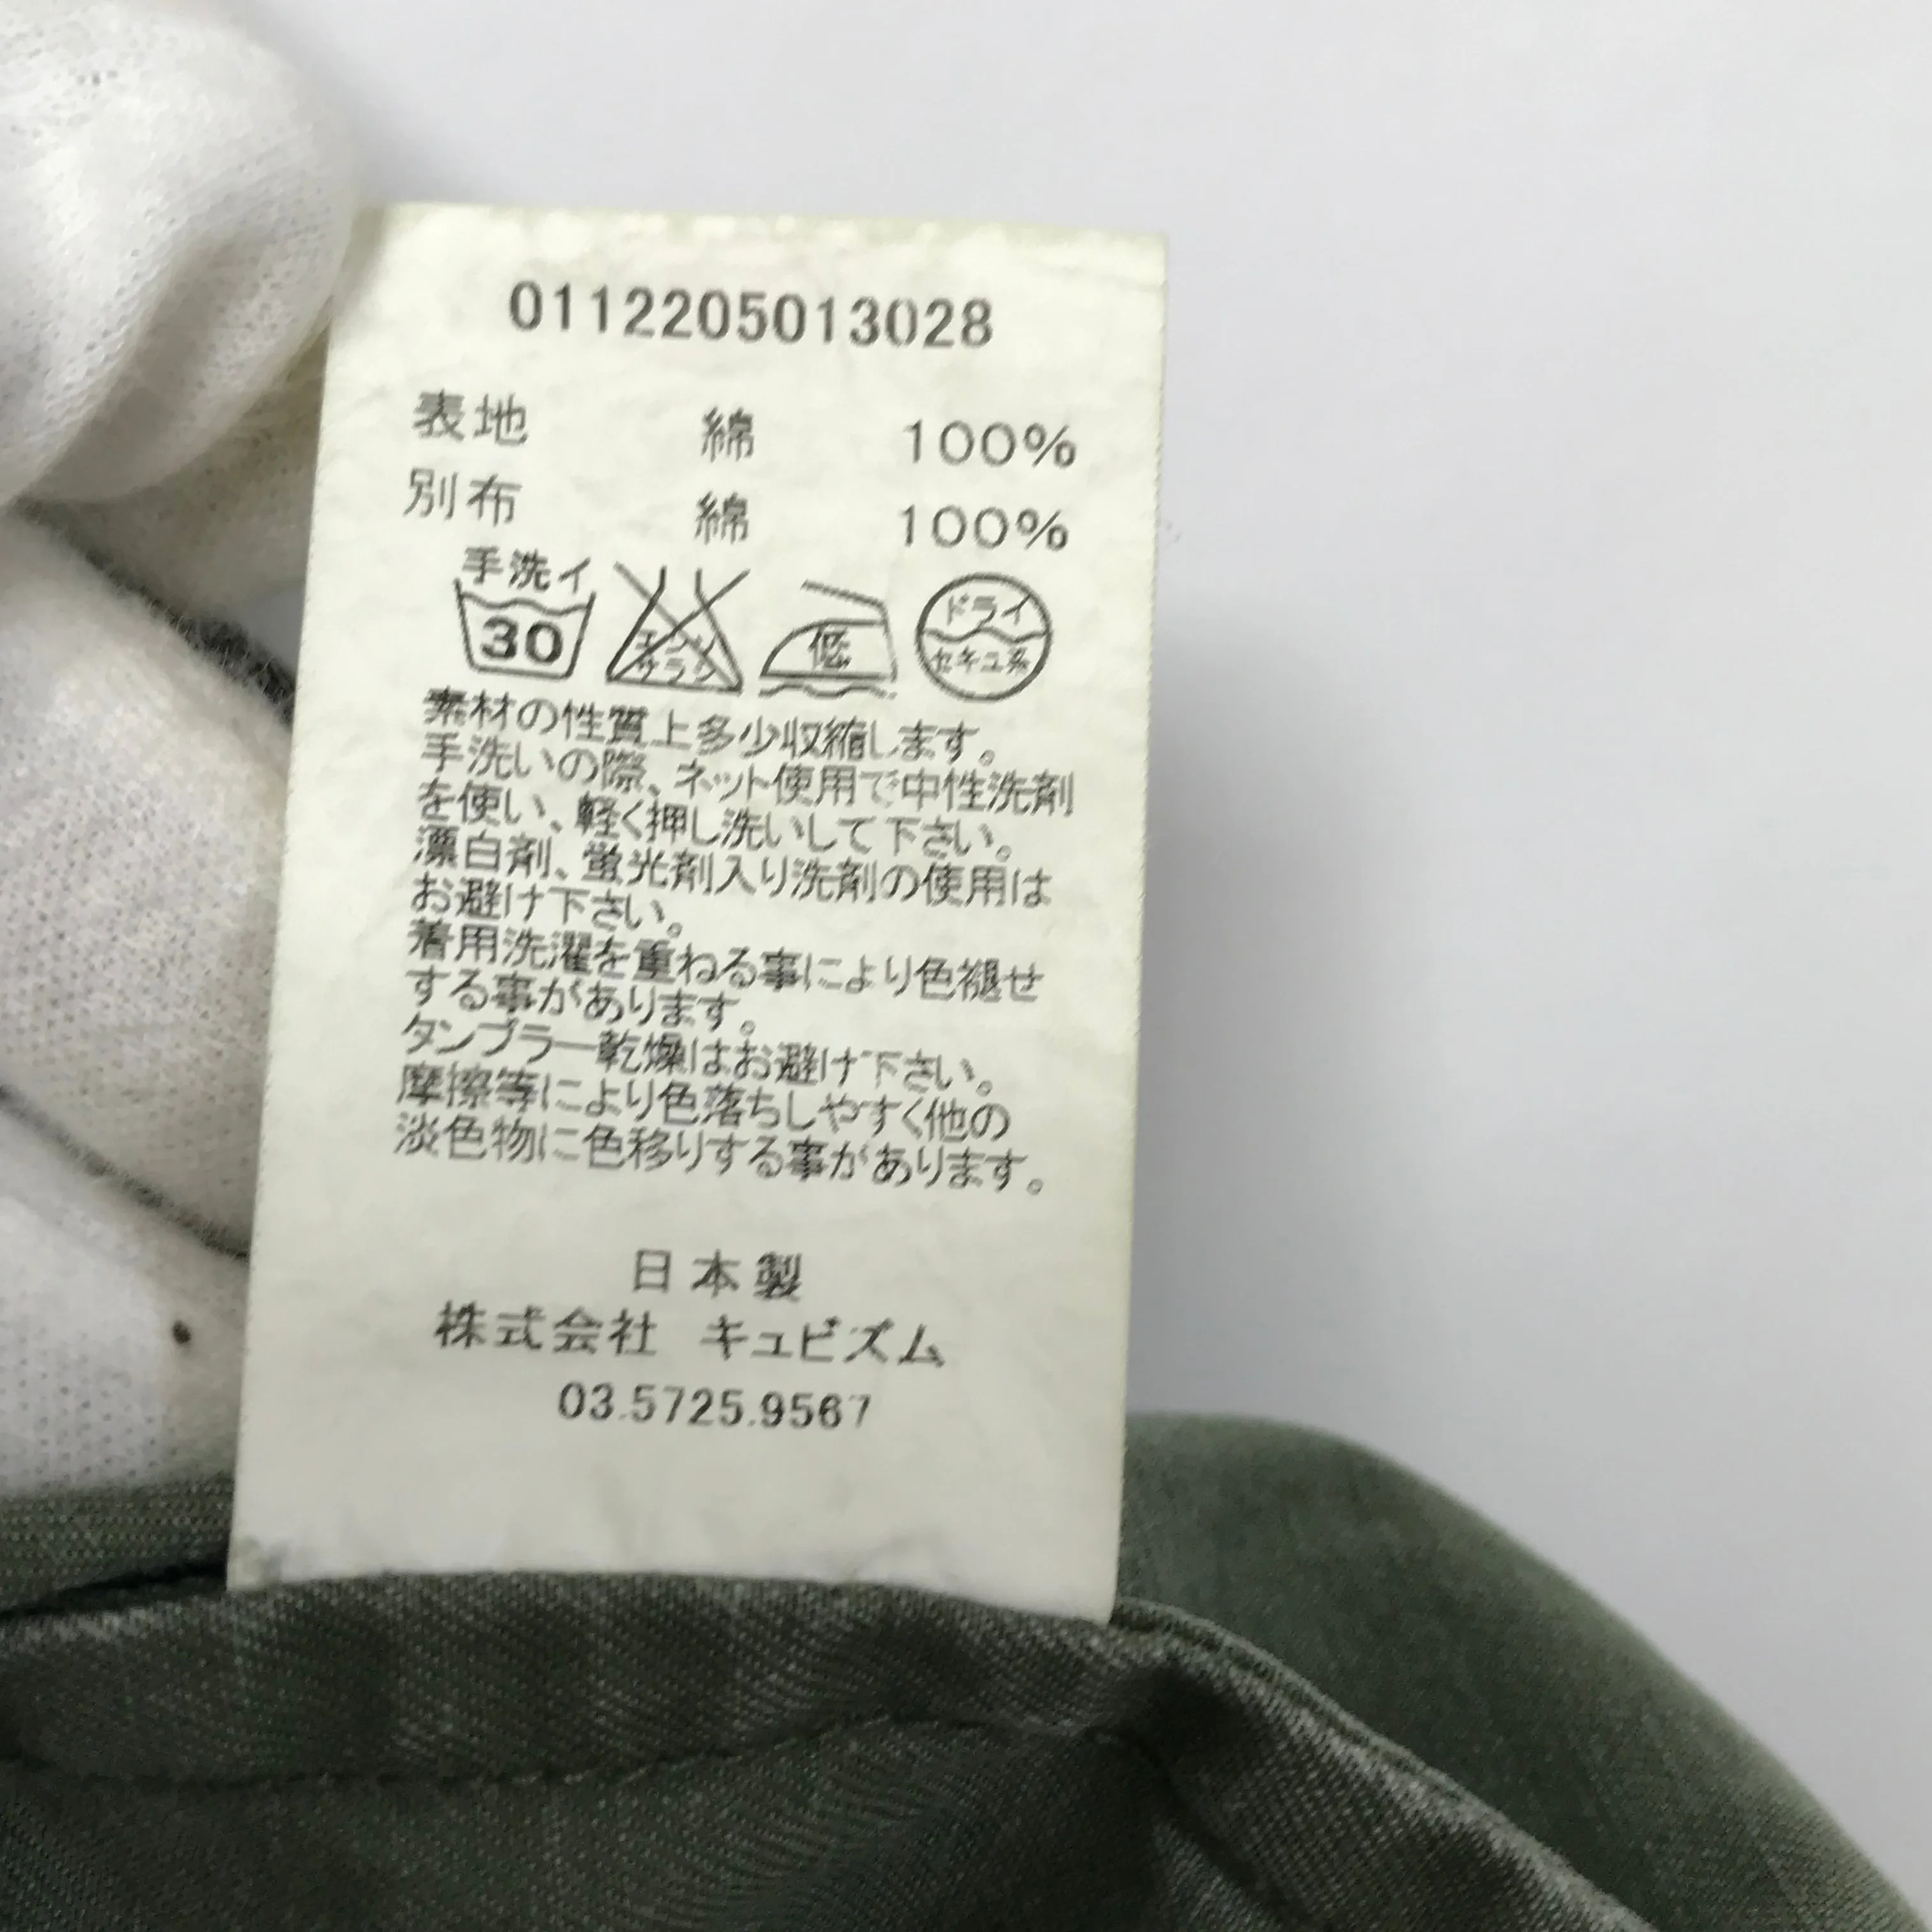 0112205013028
表地 綿 100%
別布 綿 100%
手洗イ
30
エンソ
サラシ
低
ドライ
セキユ系
素材の性質上多少収縮します。
手洗いの際、ネット使用で中性洗剤
を使い、軽く押し洗いして下さい。
漂白剤、蛍光剤入り洗剤の使用は
お避け下さい。
着用洗濯を重ねる事により色褪せ
する事があります。
タンブラー乾燥はお避け下さい。
摩擦等により色落ちしやすく他の
淡色物に色移りする事があります。
日本製
株式会社 キュビズム
03.5725.9567